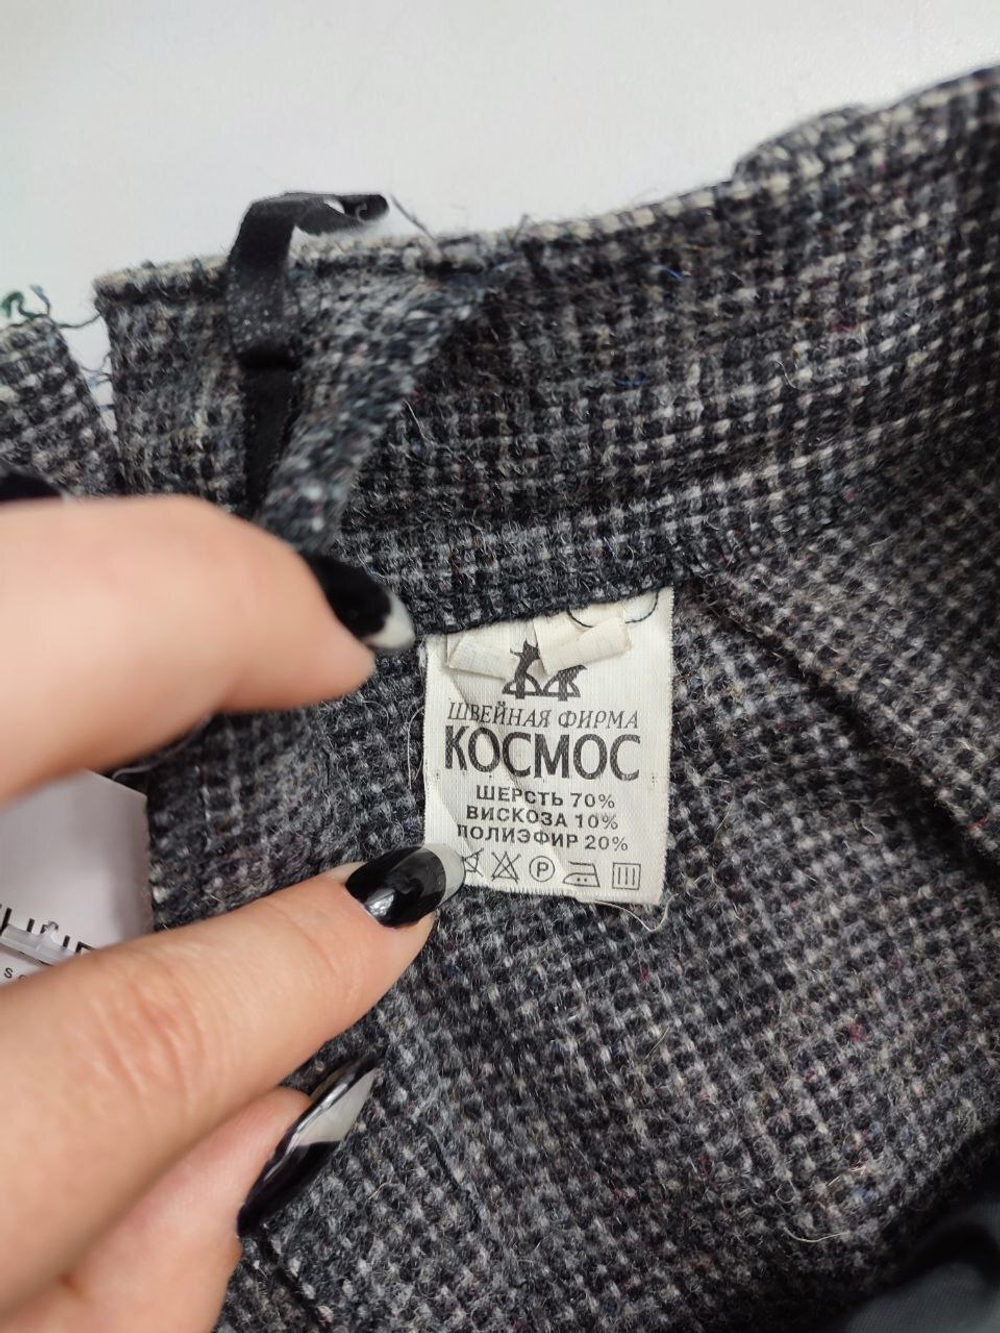 ШВЕЙНАЯ ФИРМА
КОСМОС
ШЕРСТЬ 70%
ВИСКОЗА 10%
ПОЛИЭФИР 20%
P